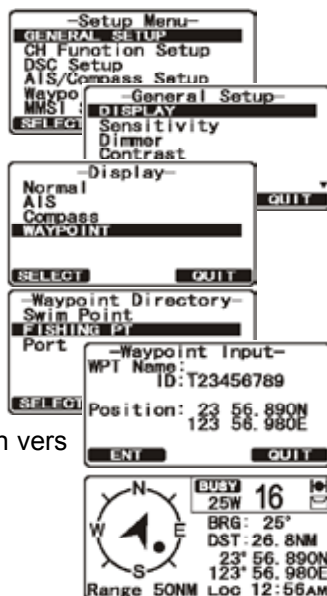 -Setup Menu-
GENERAL SETUP
CH Function Setup
DSC Setup
AIS/Compass Setup
Waypo
MMSI
SELECT
-General Setup-
DISPLAY
Sensitivity
Dimmer
Contrast
QUIT
-Display-
Normal
AIS
Compass
WAYPOINT
SELECT QUIT
-Waypoint Directory-
Swim Point
FISHING PT
Port
SELECT
-Waypoint Input-
WPT Name:
ID:T23456789
Position: 23 56.890N
123 56.980E
ENT QUIT
vers
N
W E
S
BUSY
25W 16
BRG: 25°
DST:26.8NM
23° 56.890N
123° 56.980E
Range 50NM LOC 12:56AM